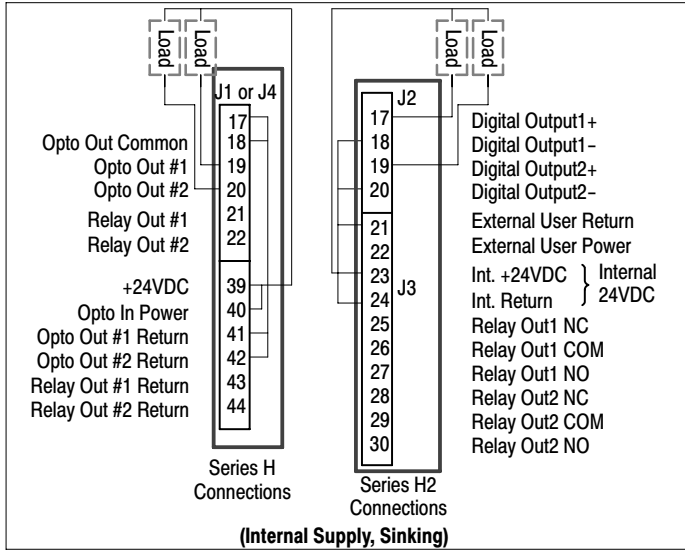 Load Load
J1 or J4
17
Opto Out Common 18
Opto Out #1 19
Opto Out #2 20
Relay Out #1 21
Relay Out #2 22
+24VDC 39
Opto In Power 40
Opto Out #1 Return 41
Opto Out #2 Return 42
Relay Out #1 Return 43
Relay Out #2 Return 44
Series H
Connections
Load Load
J2
17 Digital Output1+
18 Digital Output1−
19 Digital Output2+
20 Digital Output2−
21 External User Return
22 External User Power
J3
23 Int. +24VDC
24 Int. Return
} Internal
24VDC
25 Relay Out1 NC
26 Relay Out1 COM
27 Relay Out1 NO
28 Relay Out2 NC
29 Relay Out2 COM
30 Relay Out2 NO
Series H2
Connections
(Internal Supply, Sinking)